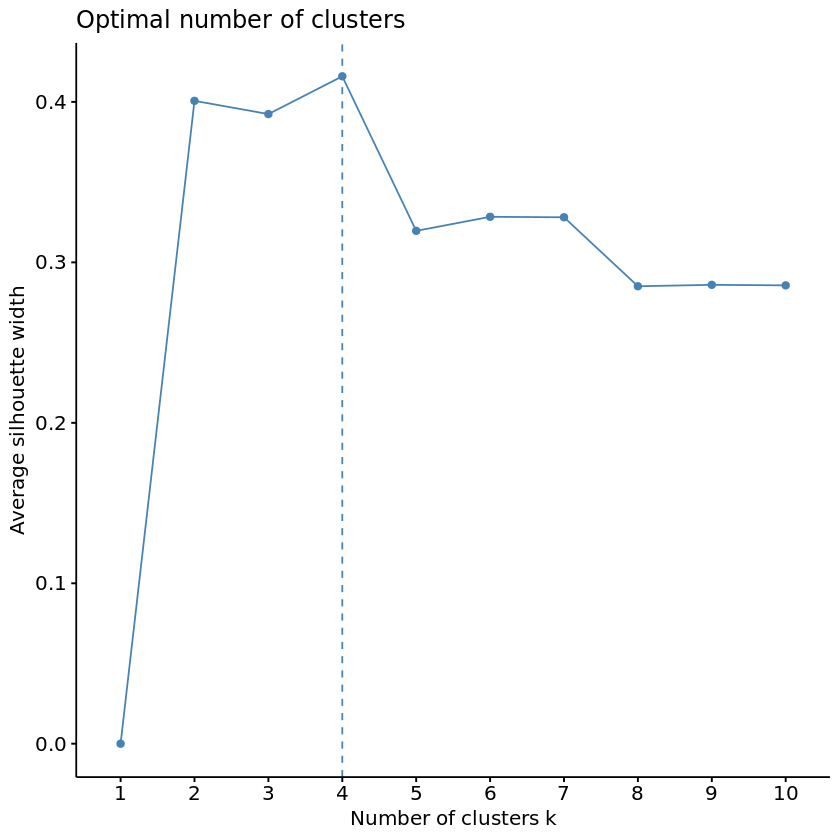 Optimal number of clusters
Average silhouette width
0.4
0.3
0.2
0.1
0.0
1 2 3 4 5 6 7 8 9 10
Number of clusters k